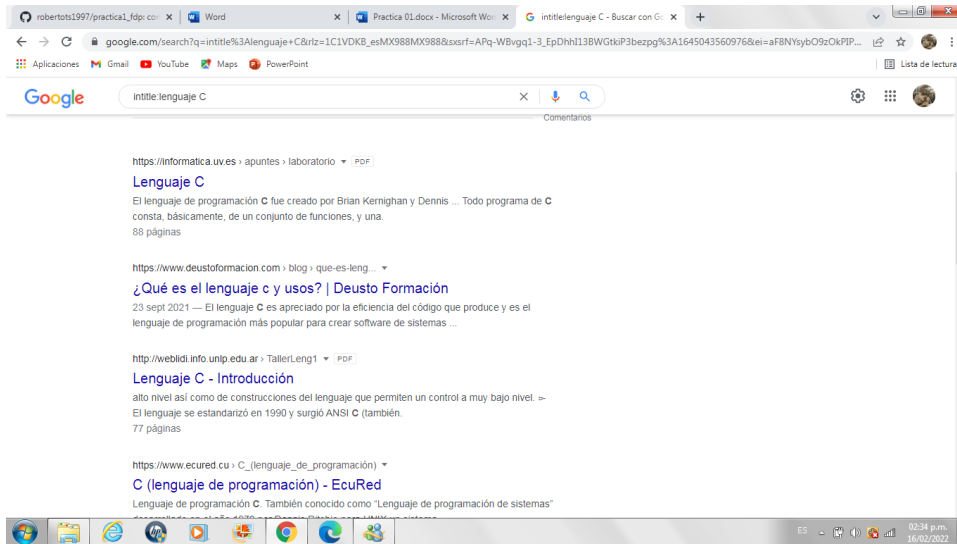 robertots1997/practica1_fdp: con
Word
Practica 01.docx - Microsoft Wor
intitle:lenguaje C - Buscar con Go
google.com/search?q=intitle%3Alenguaje+C&rlz=1C1VDKB_esMX988MX988&sxsrf=APq-WBvgq1-3_EpDhhI13BWGtkiP3bezpg%3A1645043560976&ei=aF8NYsybO9zOkPIP...
Aplicaciones Gmail YouTube Maps PowerPoint Lista de lectura
Google intitle:lenguaje C
Comentarios
https://informatica.uv.es › apuntes › laboratorio PDF
Lenguaje C
El lenguaje de programación C fue creado por Brian Kernighan y Dennis ... Todo programa de C
consta, básicamente, de un conjunto de funciones, y una.
88 páginas
https://www.deustoformacion.com › blog › que-es-leng...
¿Qué es el lenguaje c y usos? | Deusto Formación
23 sept 2021 — El lenguaje C es apreciado por la eficiencia del código que produce y es el
lenguaje de programación más popular para crear software de sistemas ...
http://weblidi.info.unlp.edu.ar › TallerLeng1 PDF
Lenguaje C - Introducción
alto nivel así como de construcciones del lenguaje que permiten un control a muy bajo nivel. ➢
El lenguaje se estandarizó en 1990 y surgió ANSI C (también.
77 páginas
https://www.ecured.cu › C_(lenguaje_de_programación)
C (lenguaje de programación) - EcuRed
Lenguaje de programación C. También conocido como “Lenguaje de programación de sistemas”
ES 02:34 p.m.
16/02/2022